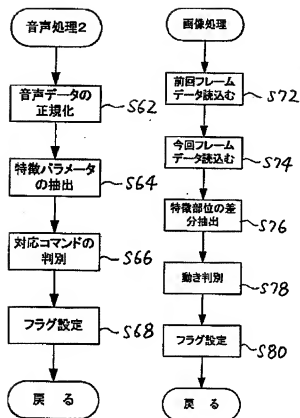 音声処理2
音声データの
正規化
S62
特徴パラメータ
の抽出
S64
対応コマンドの
判別
S66
フラグ設定
S68
戻 る
画像処理
前回フレーム
データ読込む
S72
今回フレーム
データ読込む
S74
特徴部位の差
分抽出
S76
動き判別
S78
フラグ設定
S80
戻 る